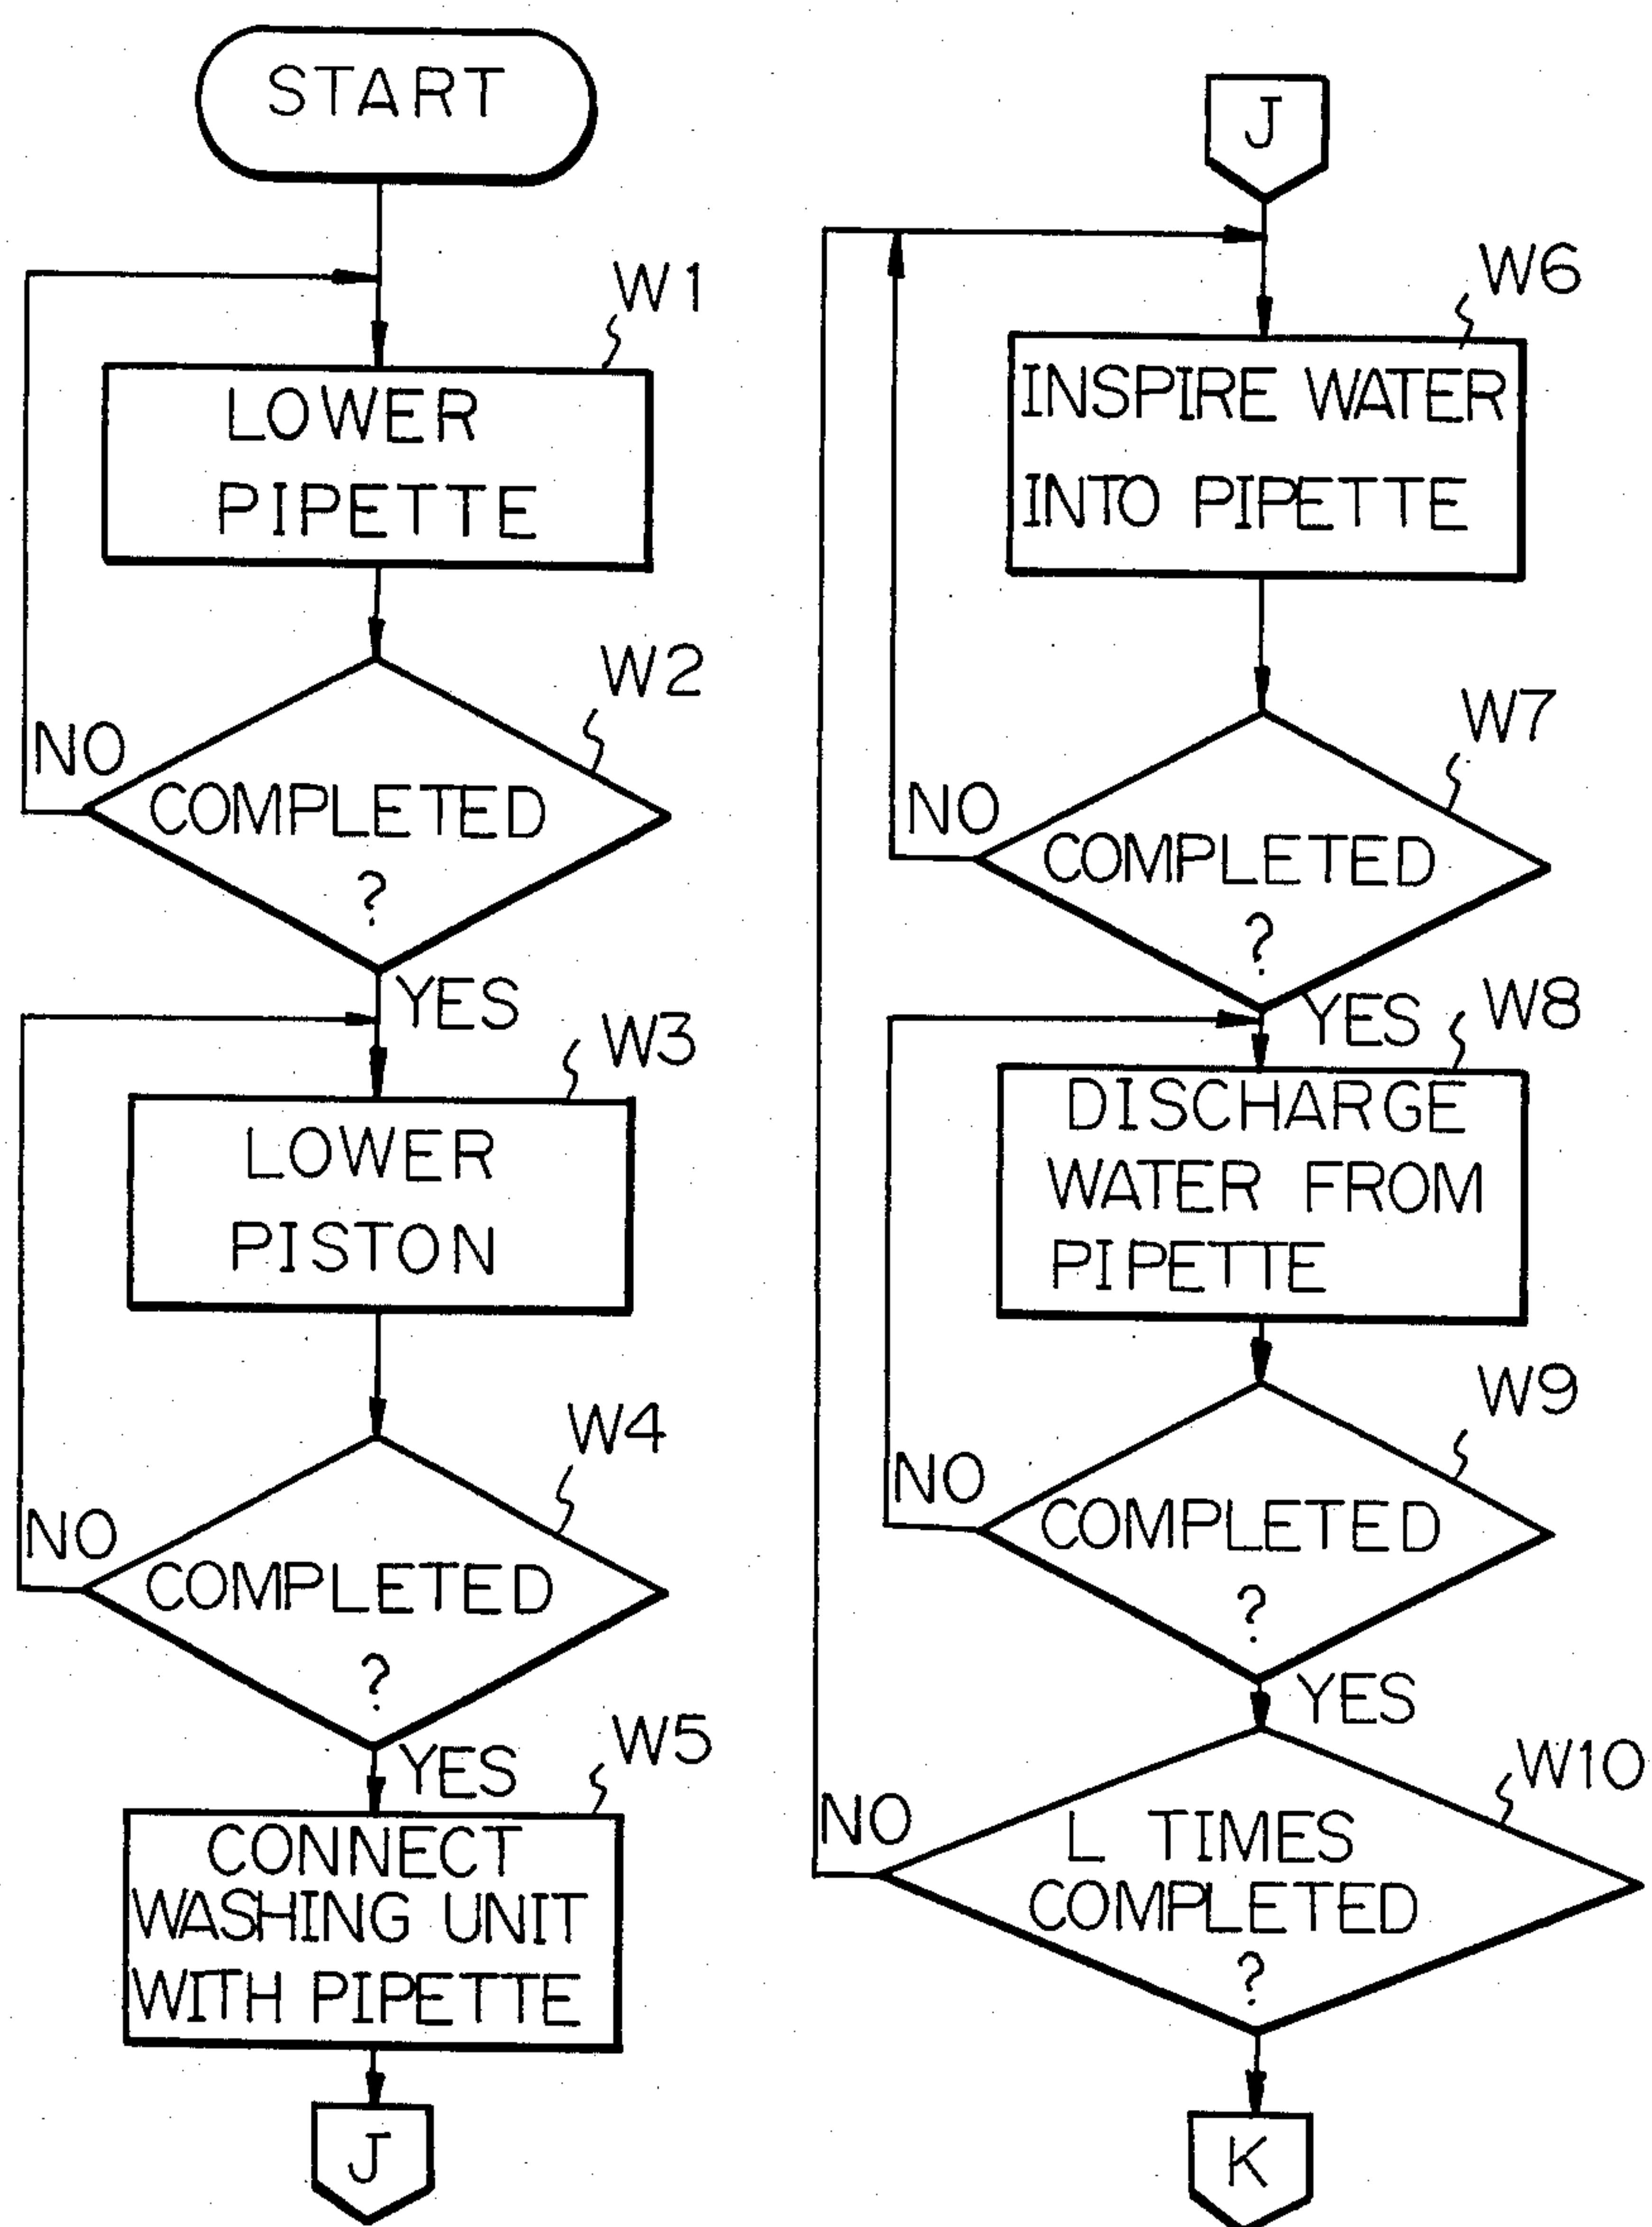 START
W1
LOWER
PIPETTE
W2
NO
COMPLETED
?
YES
W3
LOWER
PISTON
W4
NO
COMPLETED
?
YES
W5
CONNECT
WASHING UNIT
WITH PIPETTE
J
J
W6
INSPIRE WATER
INTO PIPETTE
W7
NO
COMPLETED
?
YES
W8
DISCHARGE
WATER FROM
PIPETTE
W9
NO
COMPLETED
?
YES
W10
NO
L TIMES
COMPLETED
?
K